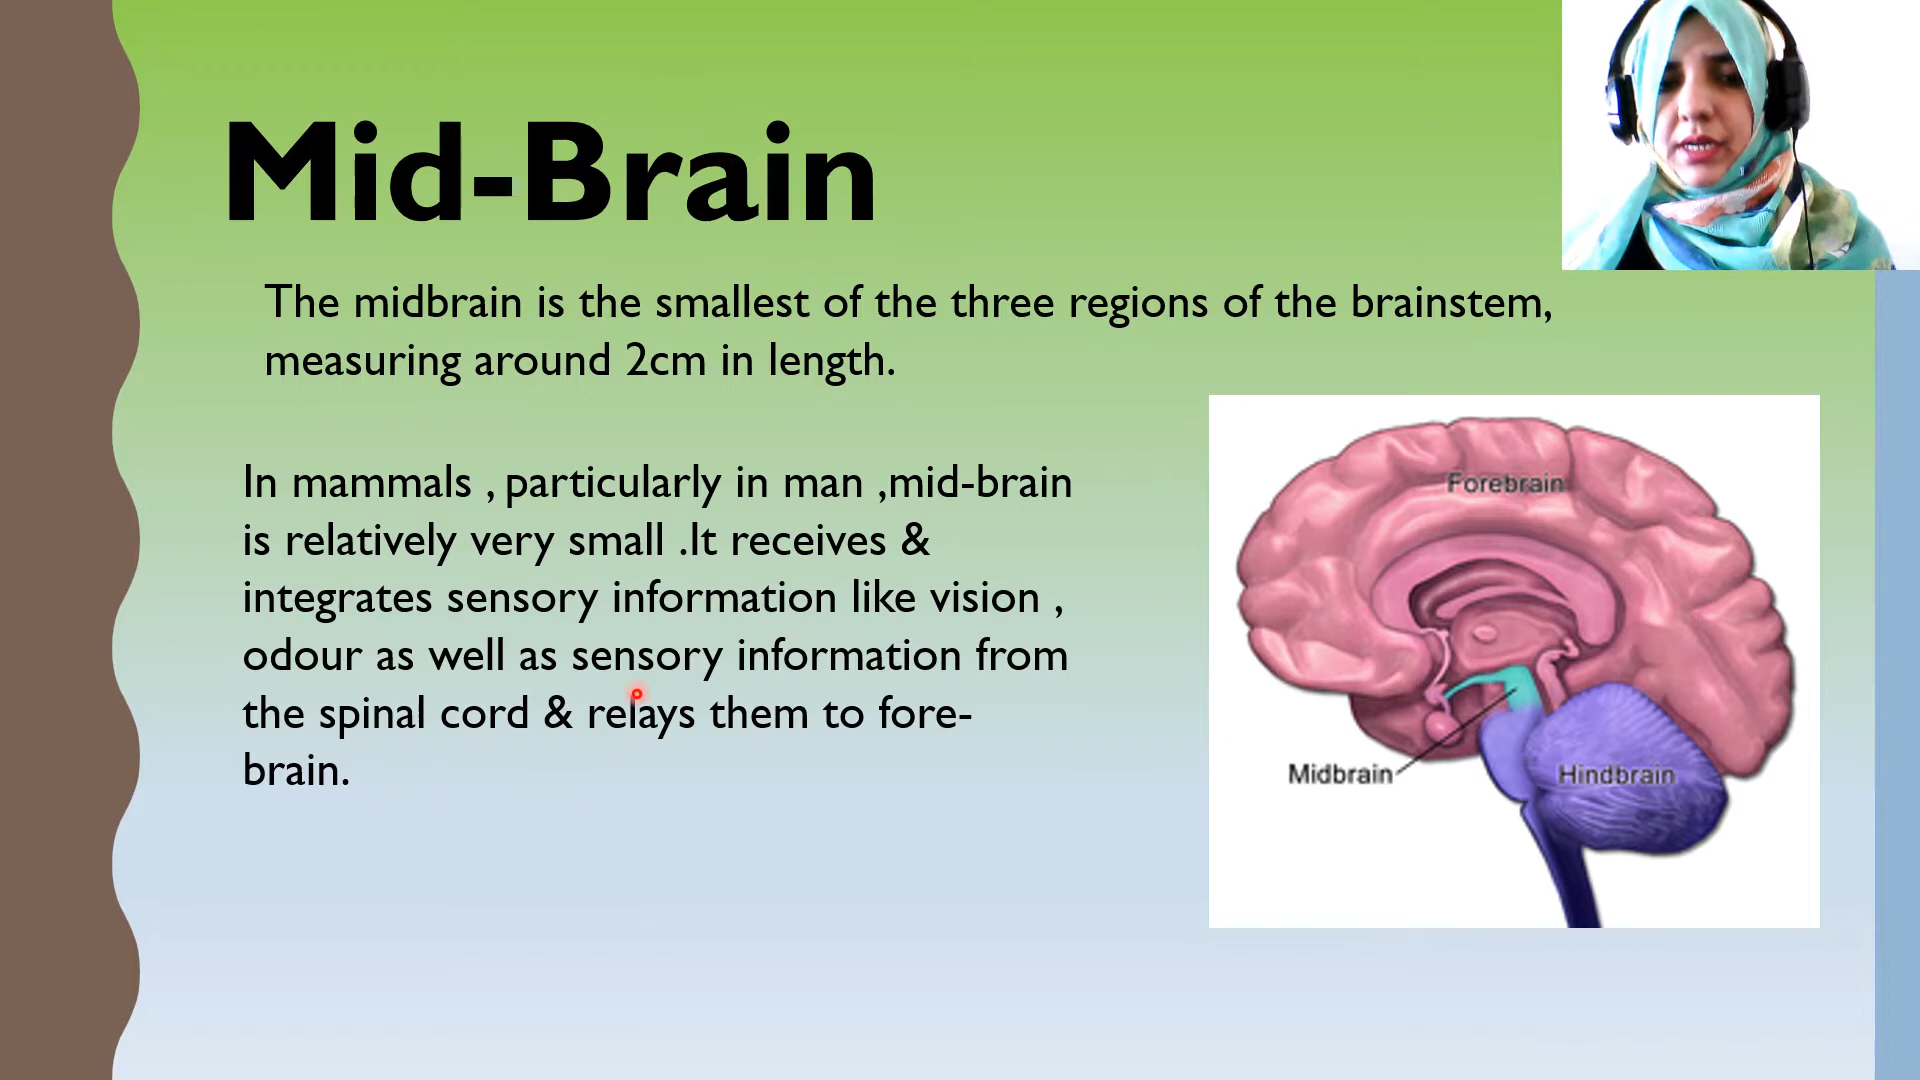 Mid-Brain
The midbrain is the smallest of the three regions of the brainstem,
measuring around 2cm in length.
In mammals , particularly in man ,mid-brain
is relatively very small .It receives &
integrates sensory information like vision ,
odour as well as sensory information from
the spinal cord & relays them to fore-
brain.
Forebrain
Midbrain
Hindbrain